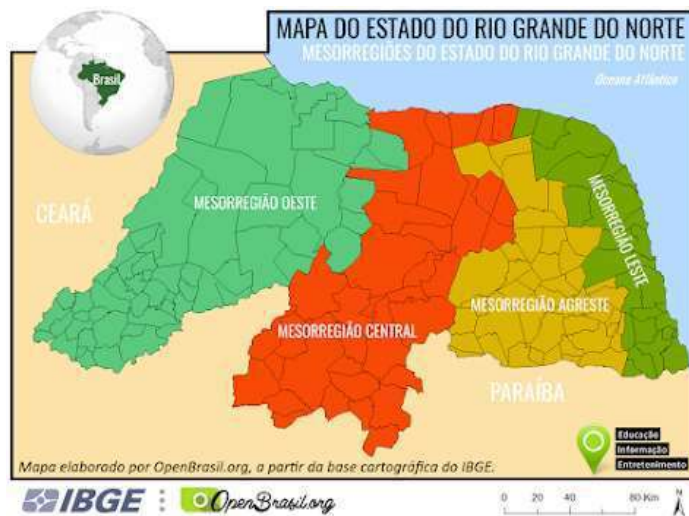 MAPA DO ESTADO DO RIO GRANDE DO NORTE
MESORREGIÕES DO ESTADO DO RIO GRANDE DO NORTE
Oceano Atlântico
Brasil
CEARÁ
MESORREGIÃO OESTE
MESORREGIÃO LESTE
MESORREGIÃO AGRESTE
MESORREGIÃO CENTRAL
PARAÍBA
Educação
Informação
Entretenimento
Mapa elaborado por OpenBrasil.org, a partir da base cartográfica do IBGE.
IBGE
OpenBrasil.org
0 20 40 80 Km
N